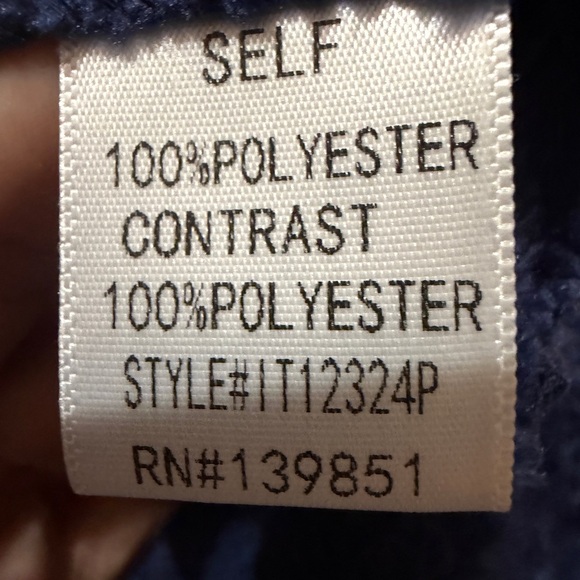 SELF
100%POLYESTER
CONTRAST
100%POLYESTER
STYLE#IT12324P
RN#139851